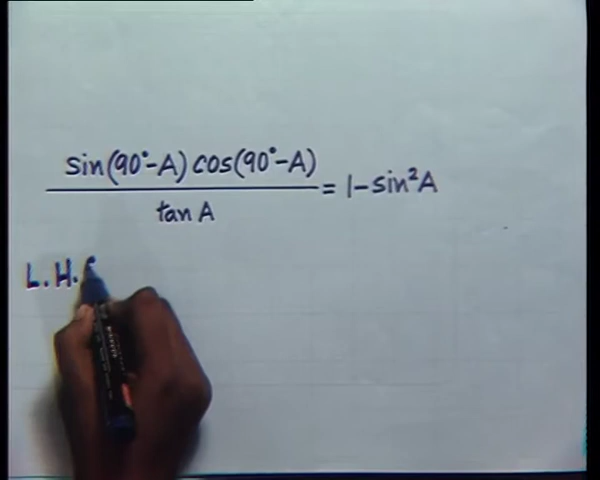 sin(90°-A) cos(90°-A)
tan A
= 1-sin²A
L.H.